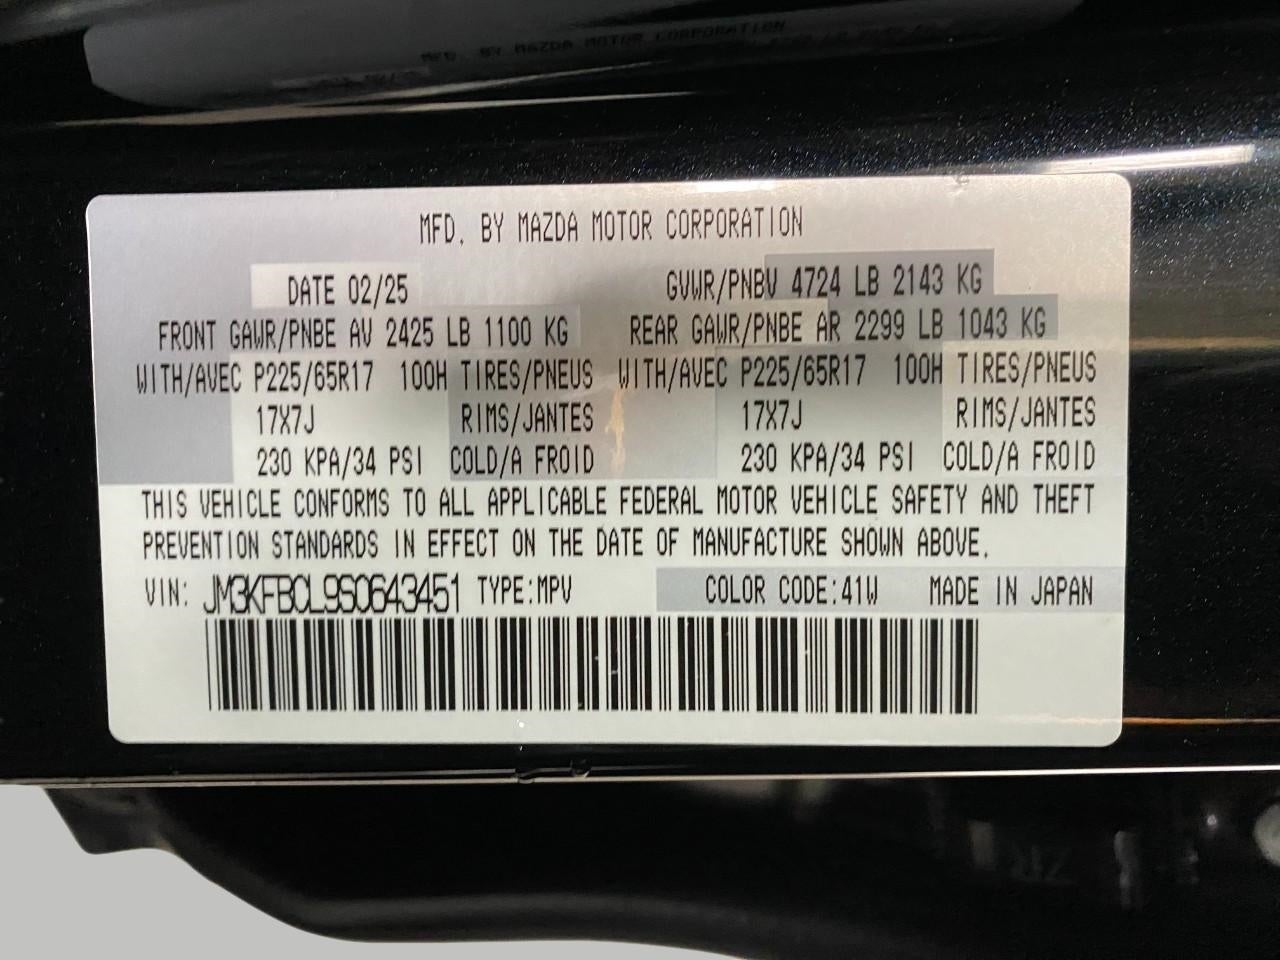 MFD. BY MAZDA MOTOR CORPORATION
MFD. BY MAZDA MOTOR CORPORATION
DATE 02/25 GVWR/PNBV 4724 LB 2143 KG
FRONT GAWR/PNBE AV 2425 LB 1100 KG REAR GAWR/PNBE AR 2299 LB 1043 KG
WITH/AVEC P225/65R17 100H TIRES/PNEUS WITH/AVEC P225/65R17 100H TIRES/PNEUS
17X7J RIMS/JANTES 17X7J RIMS/JANTES
230 KPA/34 PSI COLD/A FROID 230 KPA/34 PSI COLD/A FROID
THIS VEHICLE CONFORMS TO ALL APPLICABLE FEDERAL MOTOR VEHICLE SAFETY AND THEFT
PREVENTION STANDARDS IN EFFECT ON THE DATE OF MANUFACTURE SHOWN ABOVE.
VIN: JM3KFBCL9S0643451 TYPE:MPV COLOR CODE:41W MADE IN JAPAN